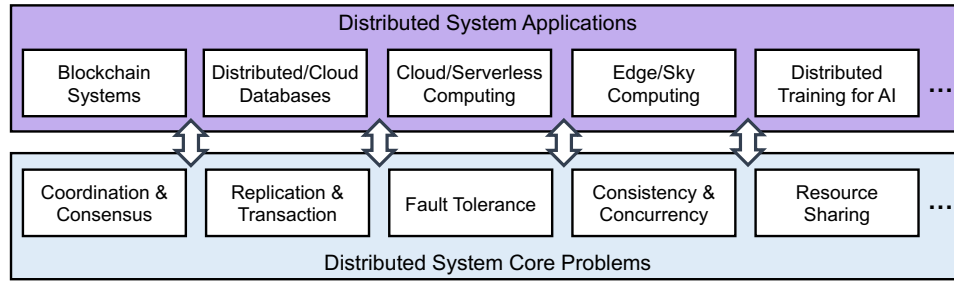 Distributed System Applications
Blockchain
Systems
Distributed/Cloud
Databases
Cloud/Serverless
Computing
Edge/Sky
Computing
Distributed
Training for AI
...
Coordination &
Consensus
Replication &
Transaction
Fault Tolerance
Consistency &
Concurrency
Resource
Sharing
...
Distributed System Core Problems